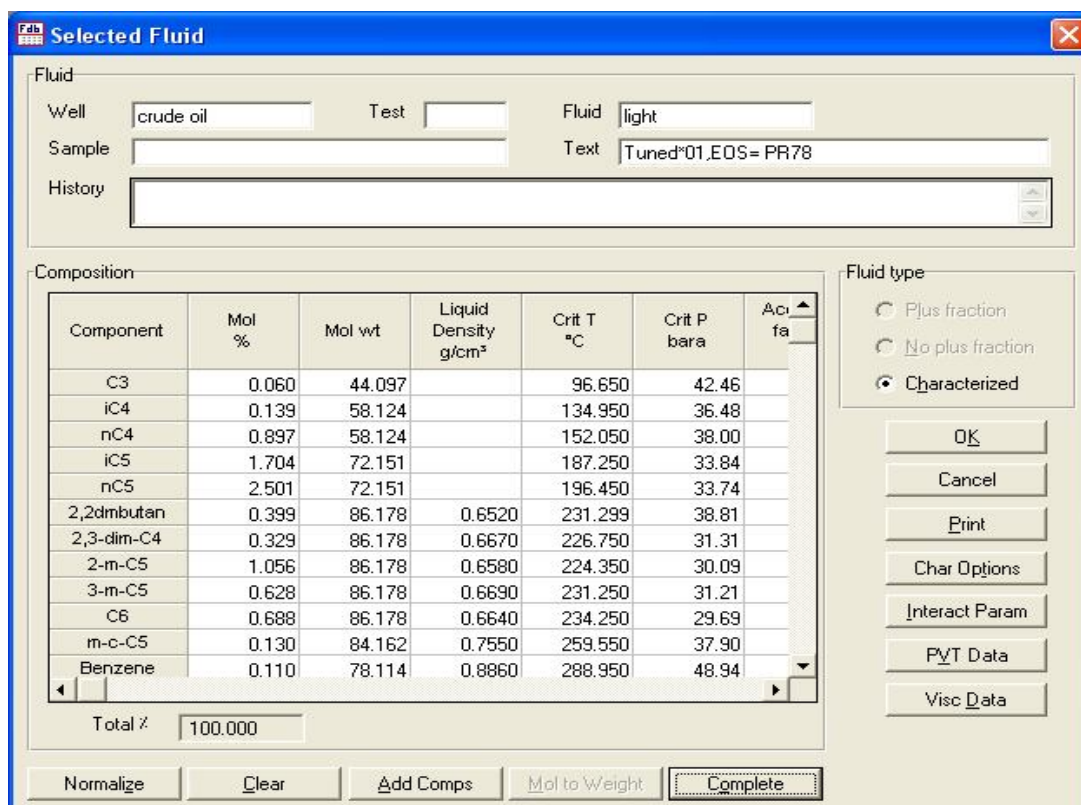 Fdb Selected Fluid
Fluid
Well crude oil Test Fluid light
Sample Text Tuned*01,EOS= PR78
History
Composition
Component Mol % Mol wt Liquid Density g/cm³ Crit T °C Crit P bara
C3 0.060 44.097 96.650 42.46
iC4 0.139 58.124 134.950 36.48
nC4 0.897 58.124 152.050 38.00
iC5 1.704 72.151 187.250 33.84
nC5 2.501 72.151 196.450 33.74
2,2dmbutan 0.399 86.178 0.6520 231.299 38.81
2,3-dim-C4 0.329 86.178 0.6670 226.750 31.31
2-m-C5 1.056 86.178 0.6580 224.350 30.09
3-m-C5 0.628 86.178 0.6690 231.250 31.21
C6 0.688 86.178 0.6640 234.250 29.69
m-c-C5 0.130 84.162 0.7550 259.550 37.90
Benzene 0.110 78.114 0.8860 288.950 48.94
Total % 100.000
Fluid type
Plus fraction
No plus fraction
Characterized
OK
Cancel
Print
Char Options
Interact Param
PVT Data
Visc Data
Normalize Clear Add Comps Mol to Weight Complete